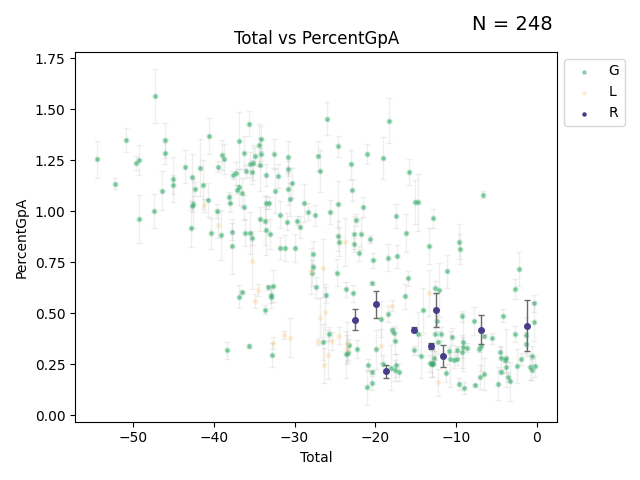 N = 248
Total vs PercentGpA
G
L
R
PercentGpA
1.75
1.50
1.25
1.00
0.75
0.50
0.25
0.00
−50 −40 −30 −20 −10 0
Total